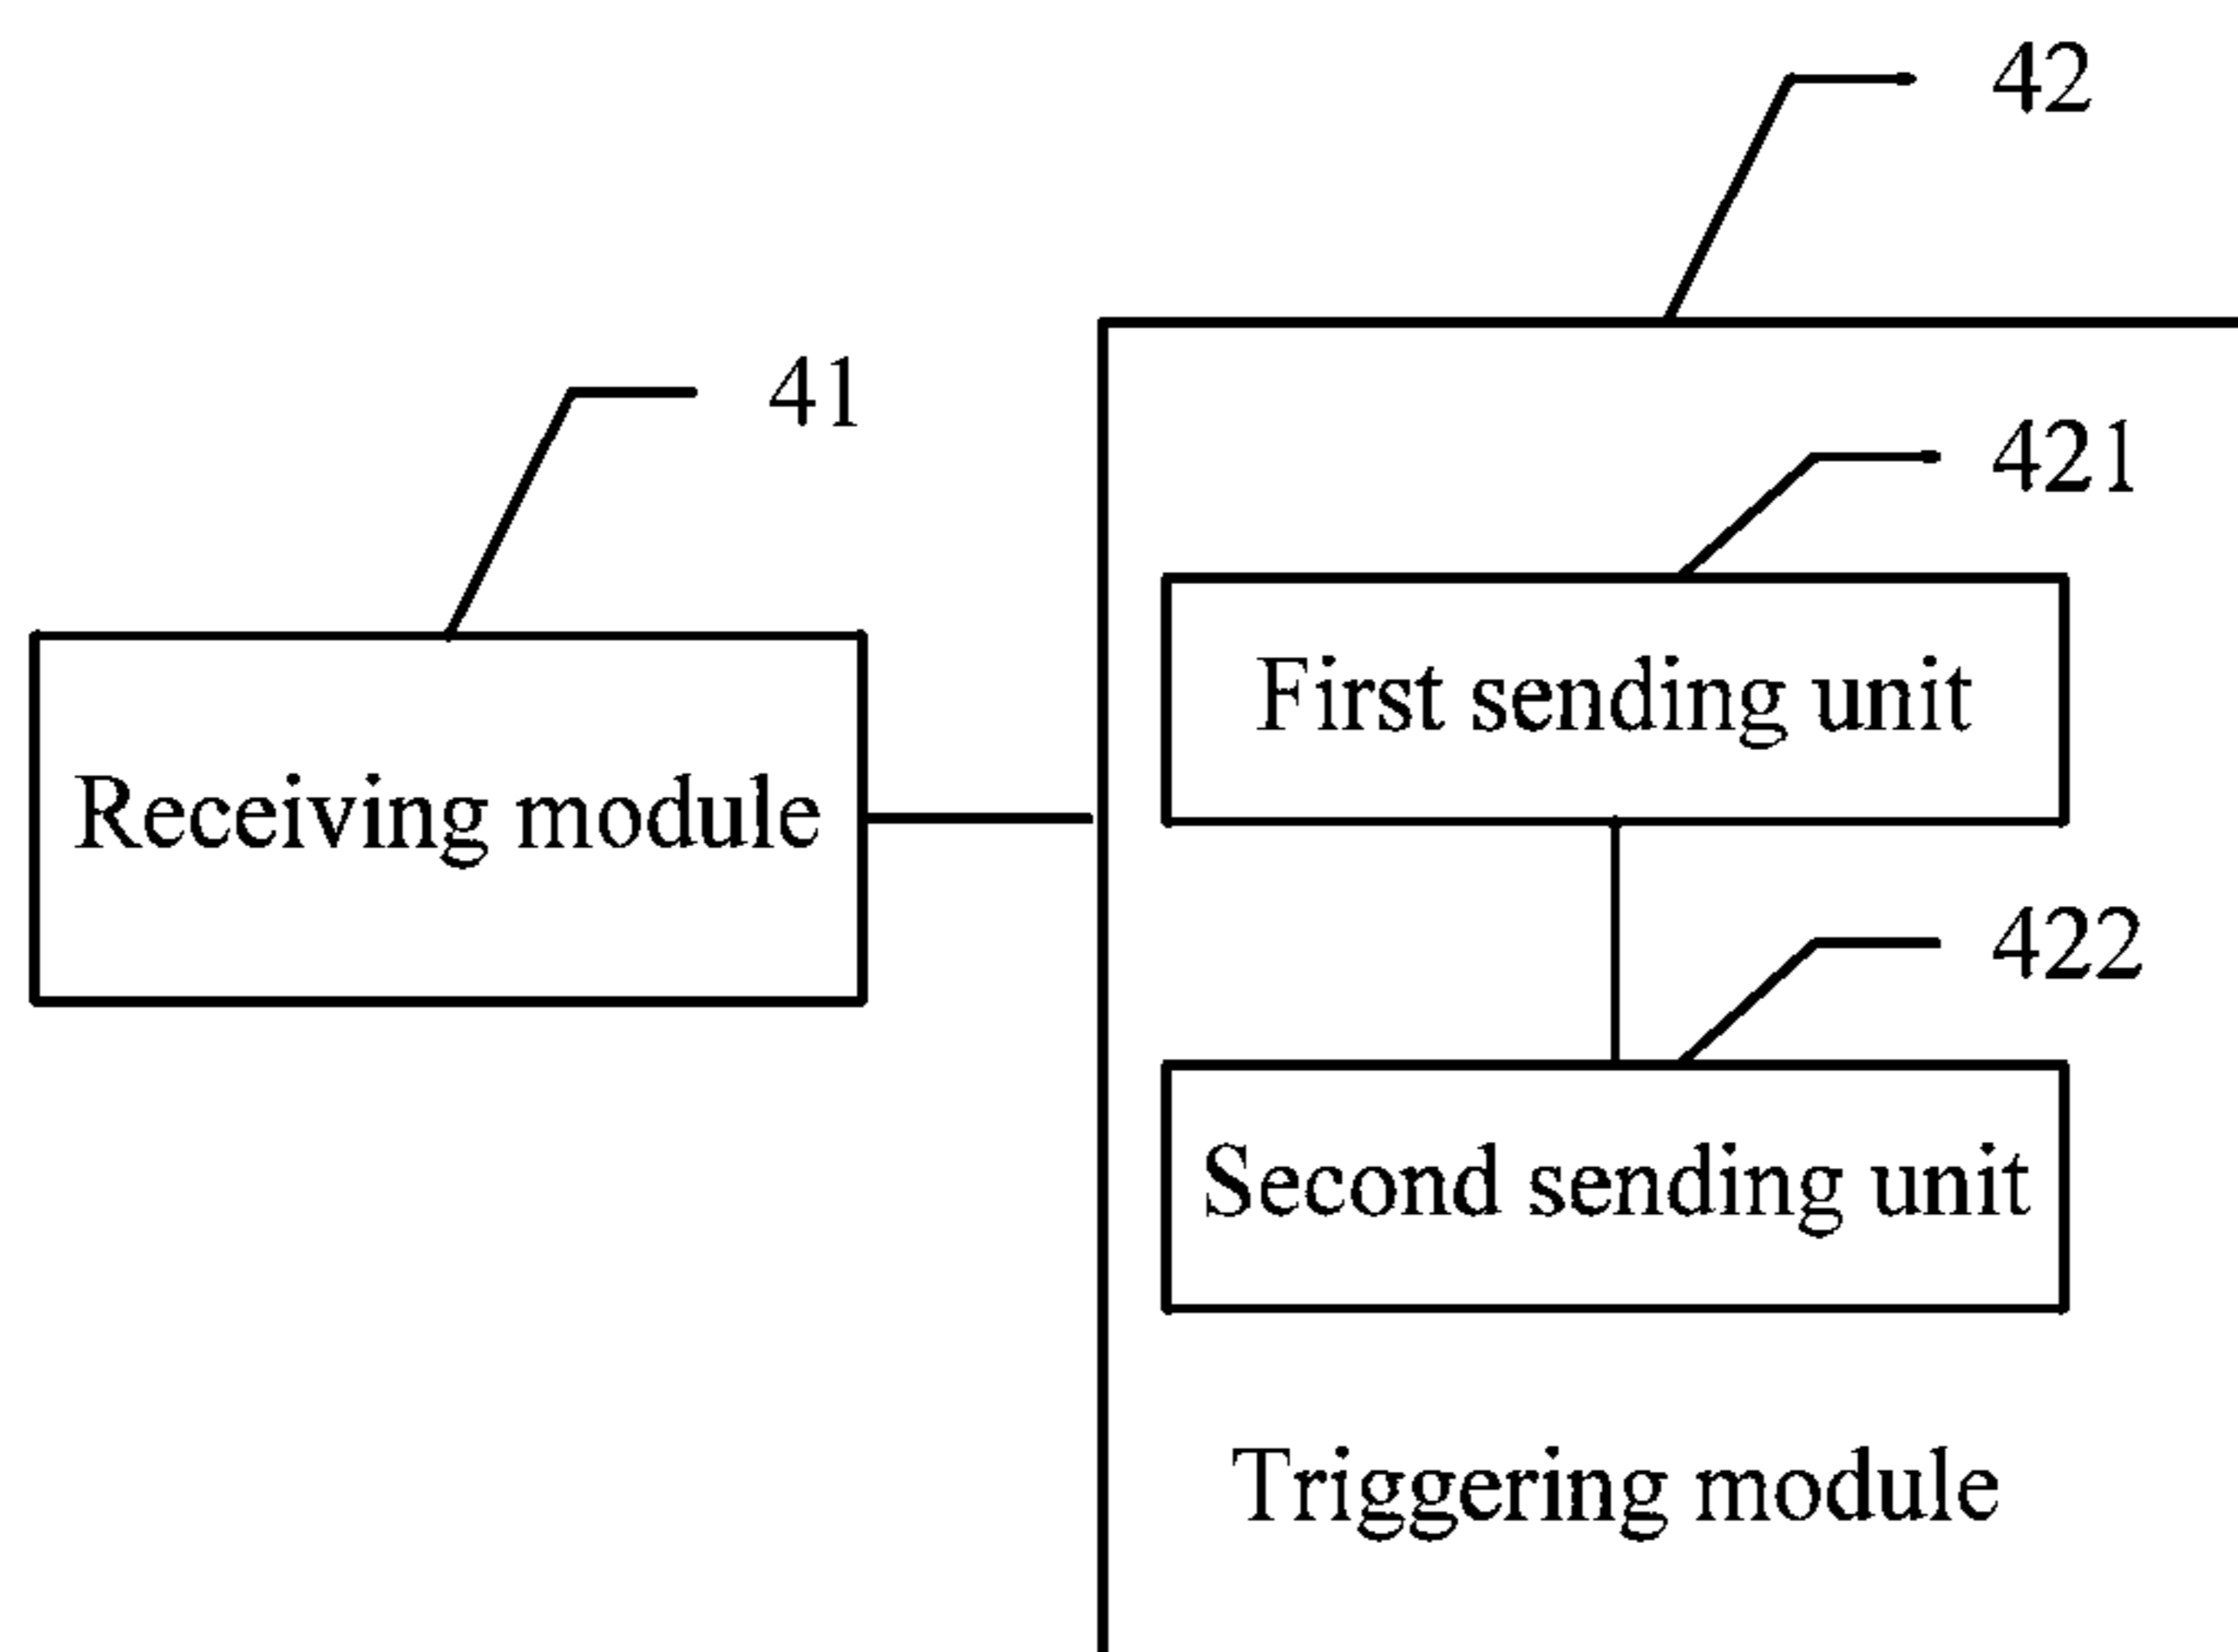 42
41
421
First sending unit
Receiving module
422
Second sending unit
Triggering module